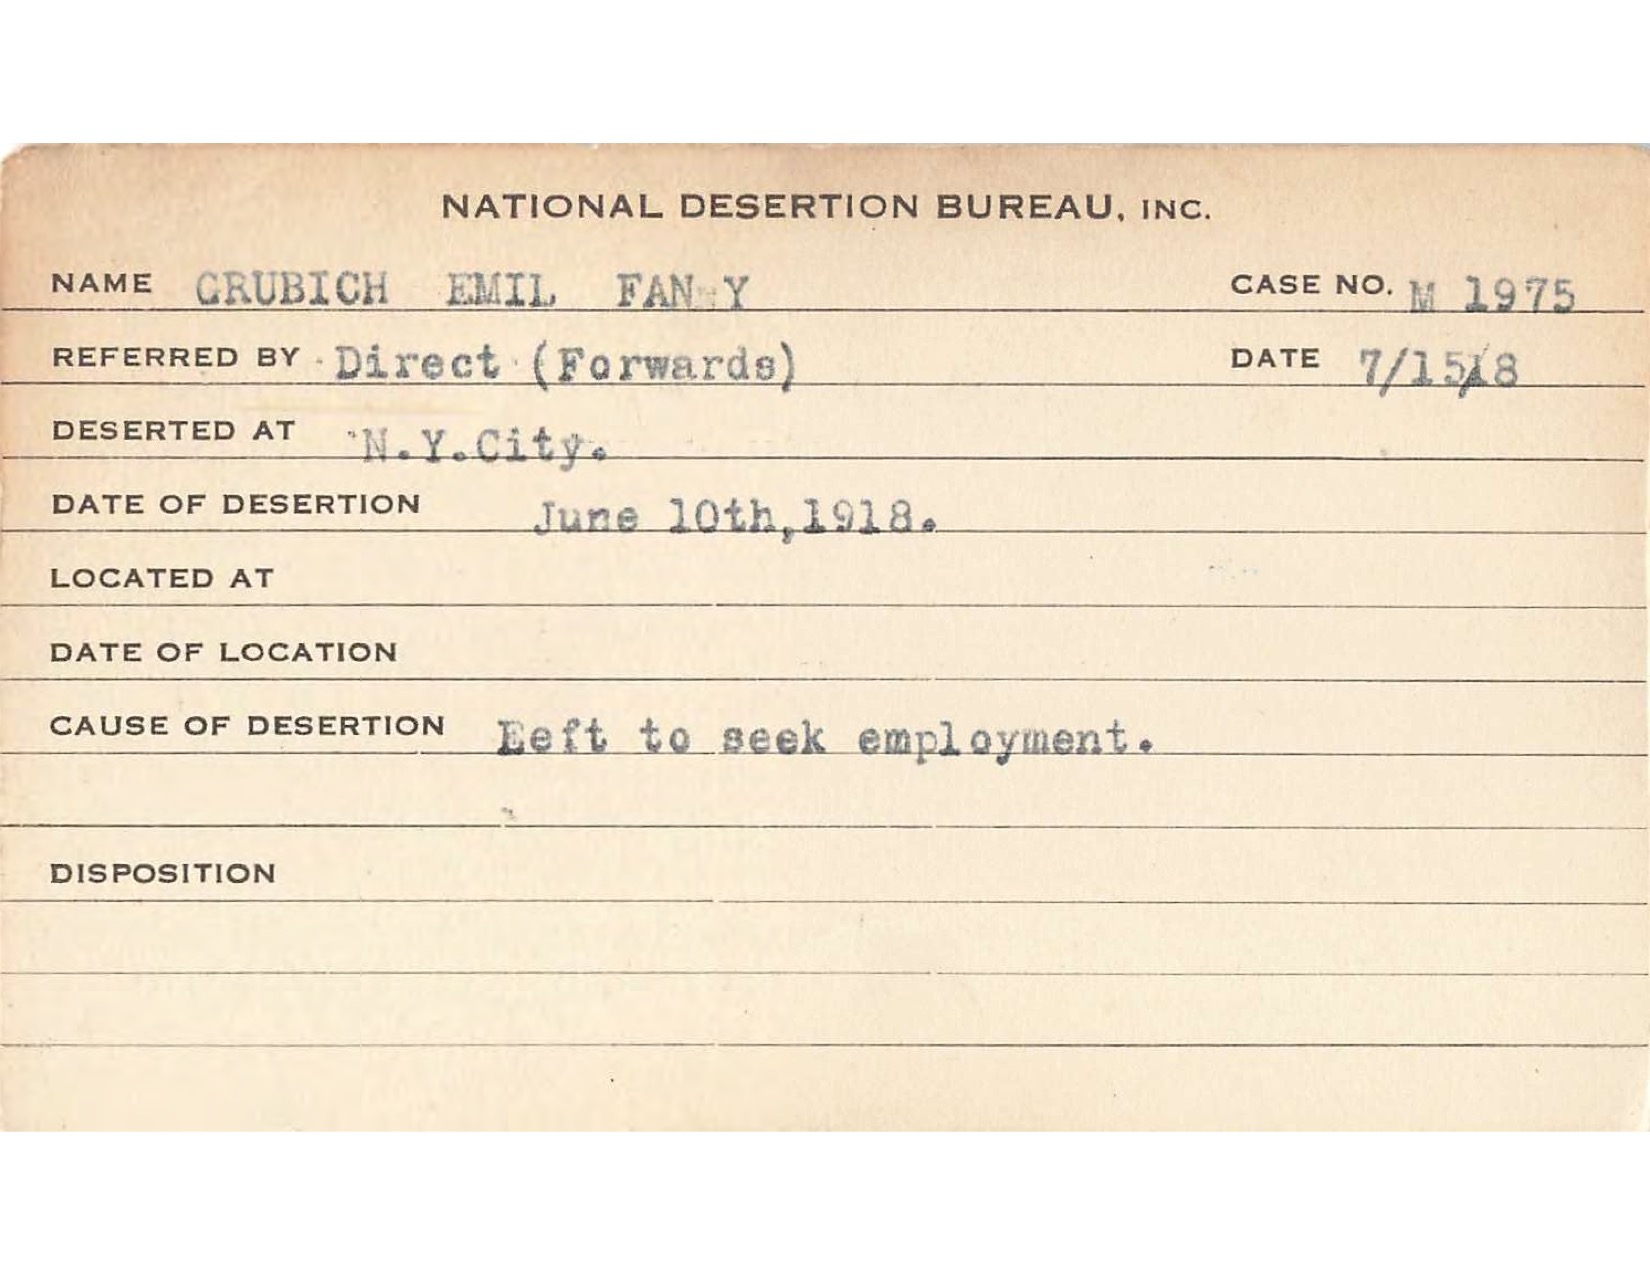 NATIONAL DESERTION BUREAU, INC.
NAME GRUBICH EMIL FAN Y CASE NO. M 1975
REFERRED BY Direct (Forwards) DATE 7/15/18
DESERTED AT N.Y.City.
DATE OF DESERTION June 10th,1918.
LOCATED AT
DATE OF LOCATION
CAUSE OF DESERTION Left to seek employment.
DISPOSITION